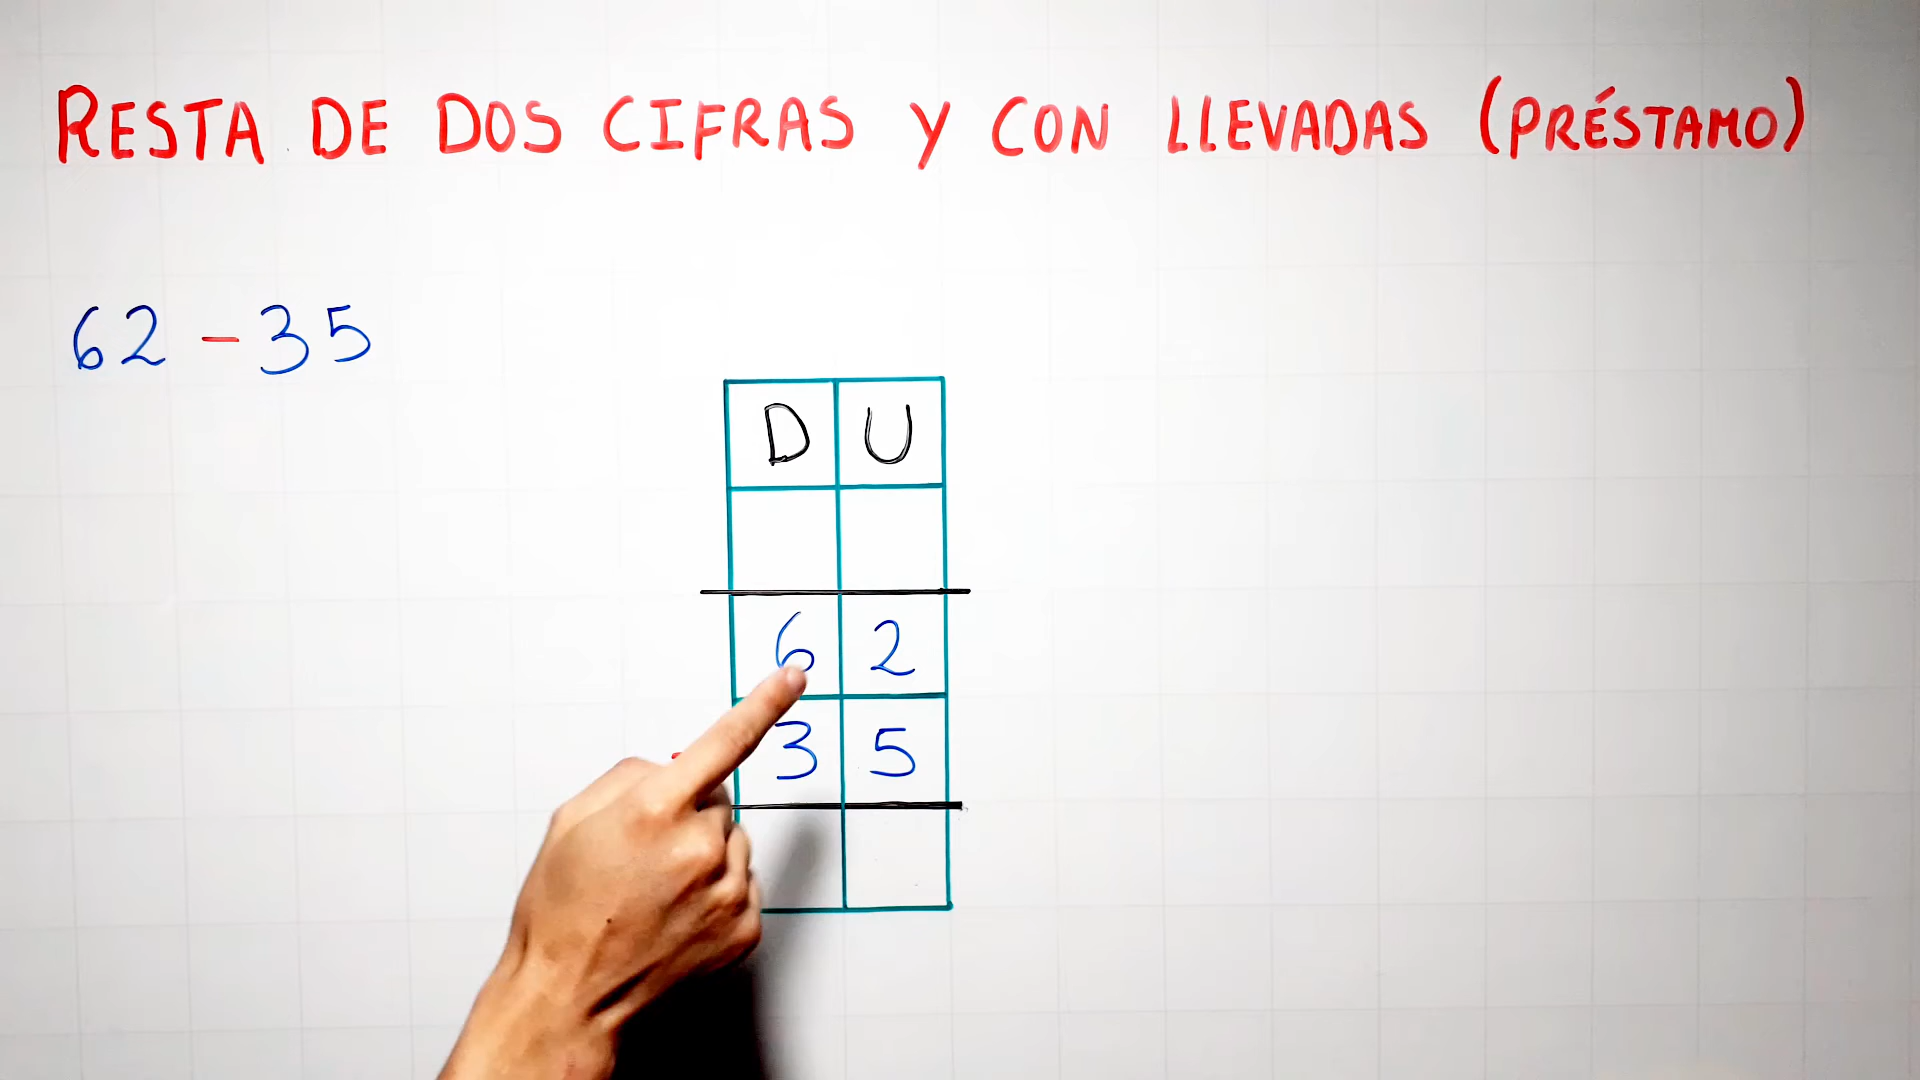 RESTA DE DOS CIFRAS Y CON LLEVADAS (PRÉSTAMO)
62 - 35
D U
6 2
- 3 5